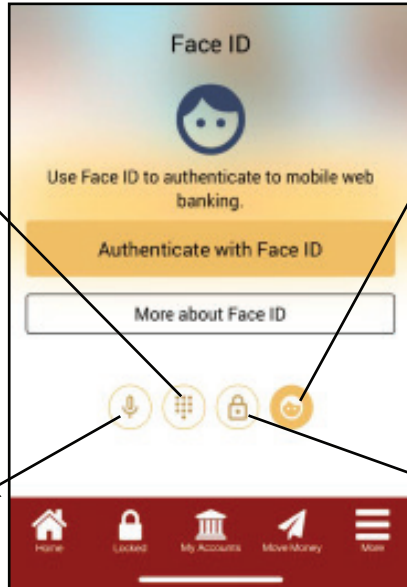 Face ID
Use Face ID to authenticate to mobile web
banking.
Authenticate with Face ID
More about Face ID
Home
Locked
My Accounts
Move Money
More